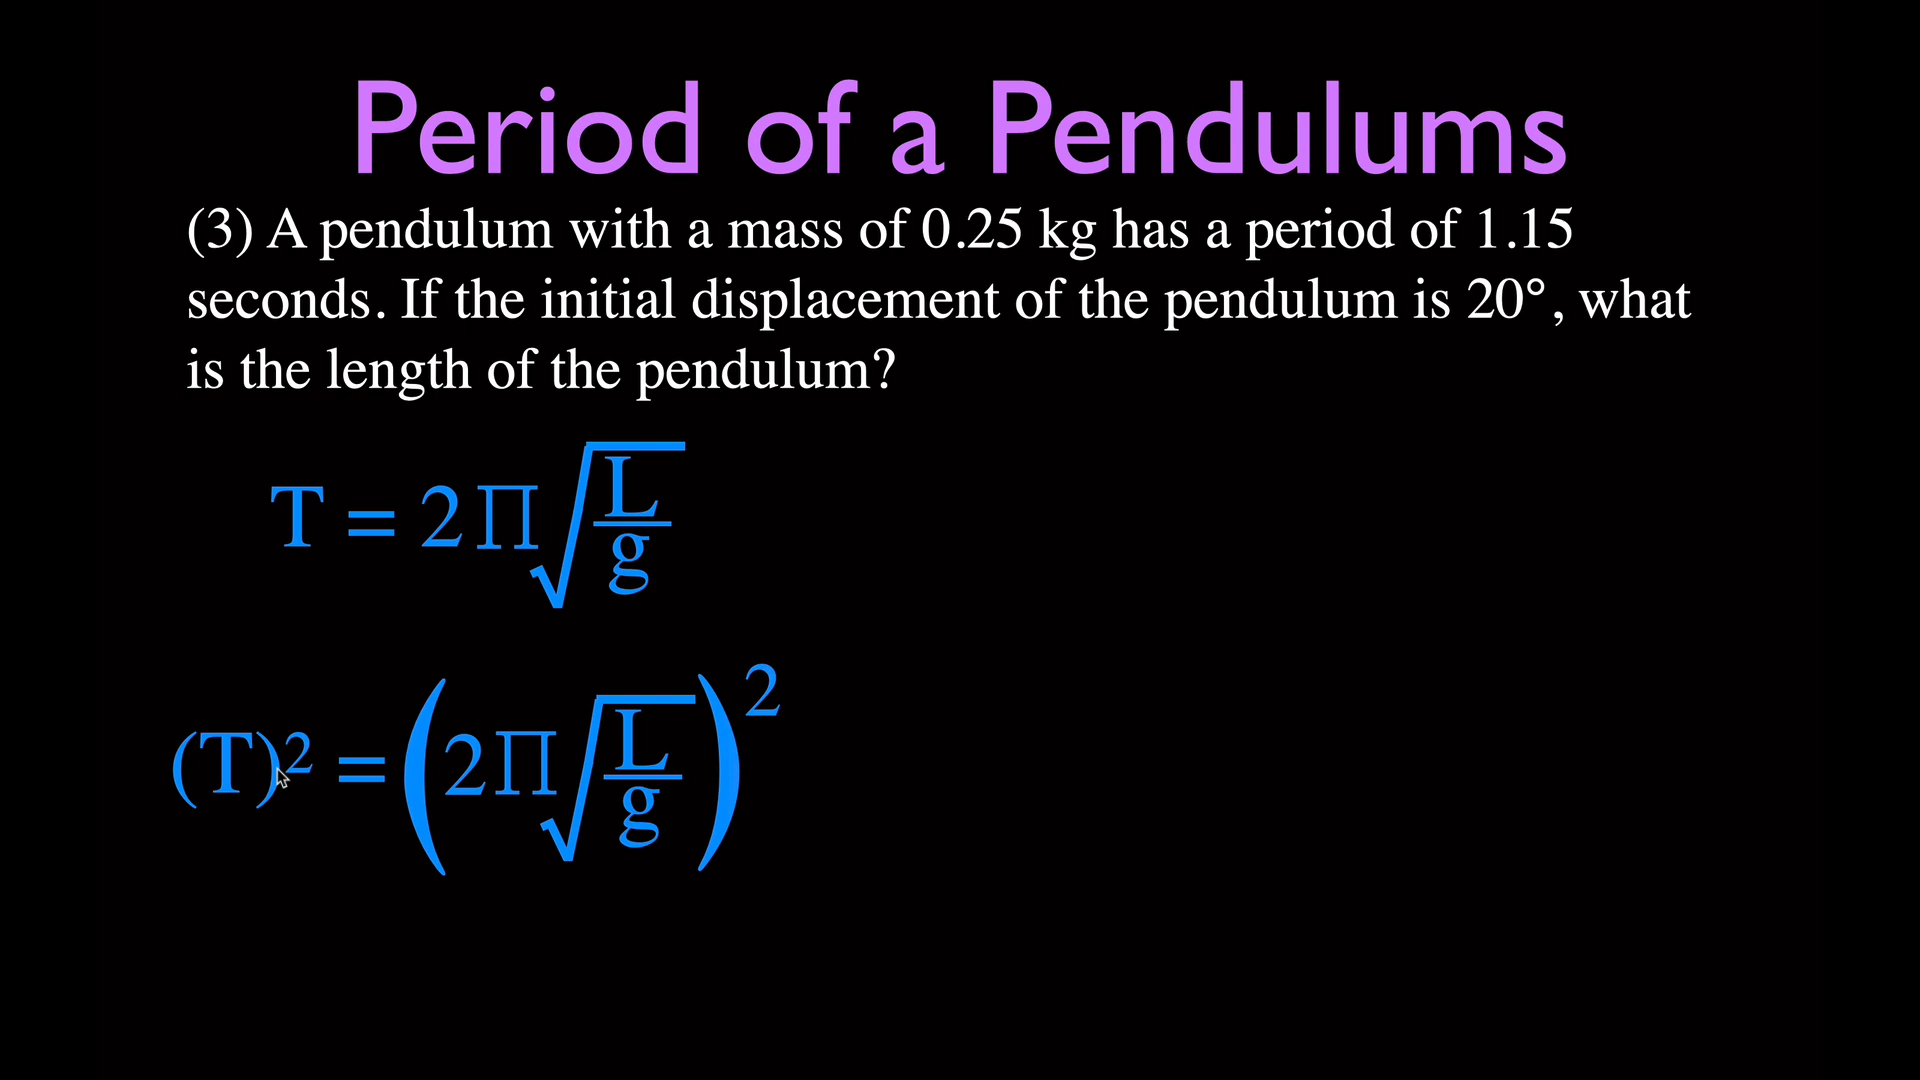 Period of a Pendulums
(3) A pendulum with a mass of 0.25 kg has a period of 1.15
seconds. If the initial displacement of the pendulum is 20°, what
is the length of the pendulum?
T = 2Π√(L/g)
(T)² = (2Π√(L/g))²